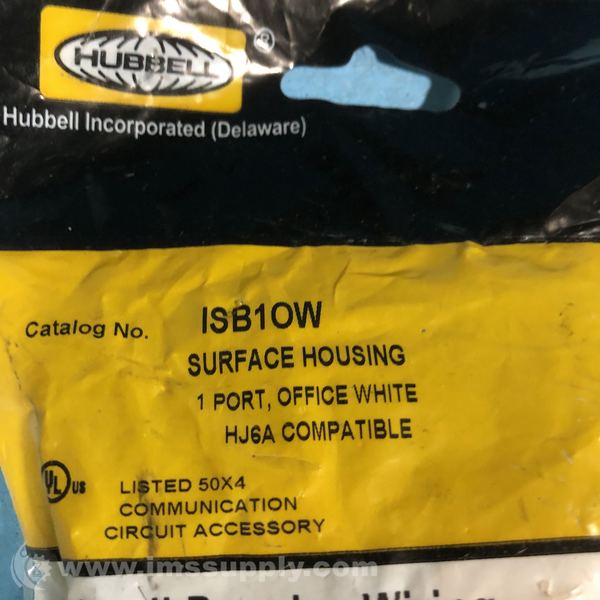 HUBBELL
®
Hubbell Incorporated (Delaware)
Catalog No. ISB1OW
SURFACE HOUSING
1 PORT, OFFICE WHITE
HJ6A COMPATIBLE
UL US LISTED 50X4
COMMUNICATION
CIRCUIT ACCESSORY
www.imssupply.com
Wiring